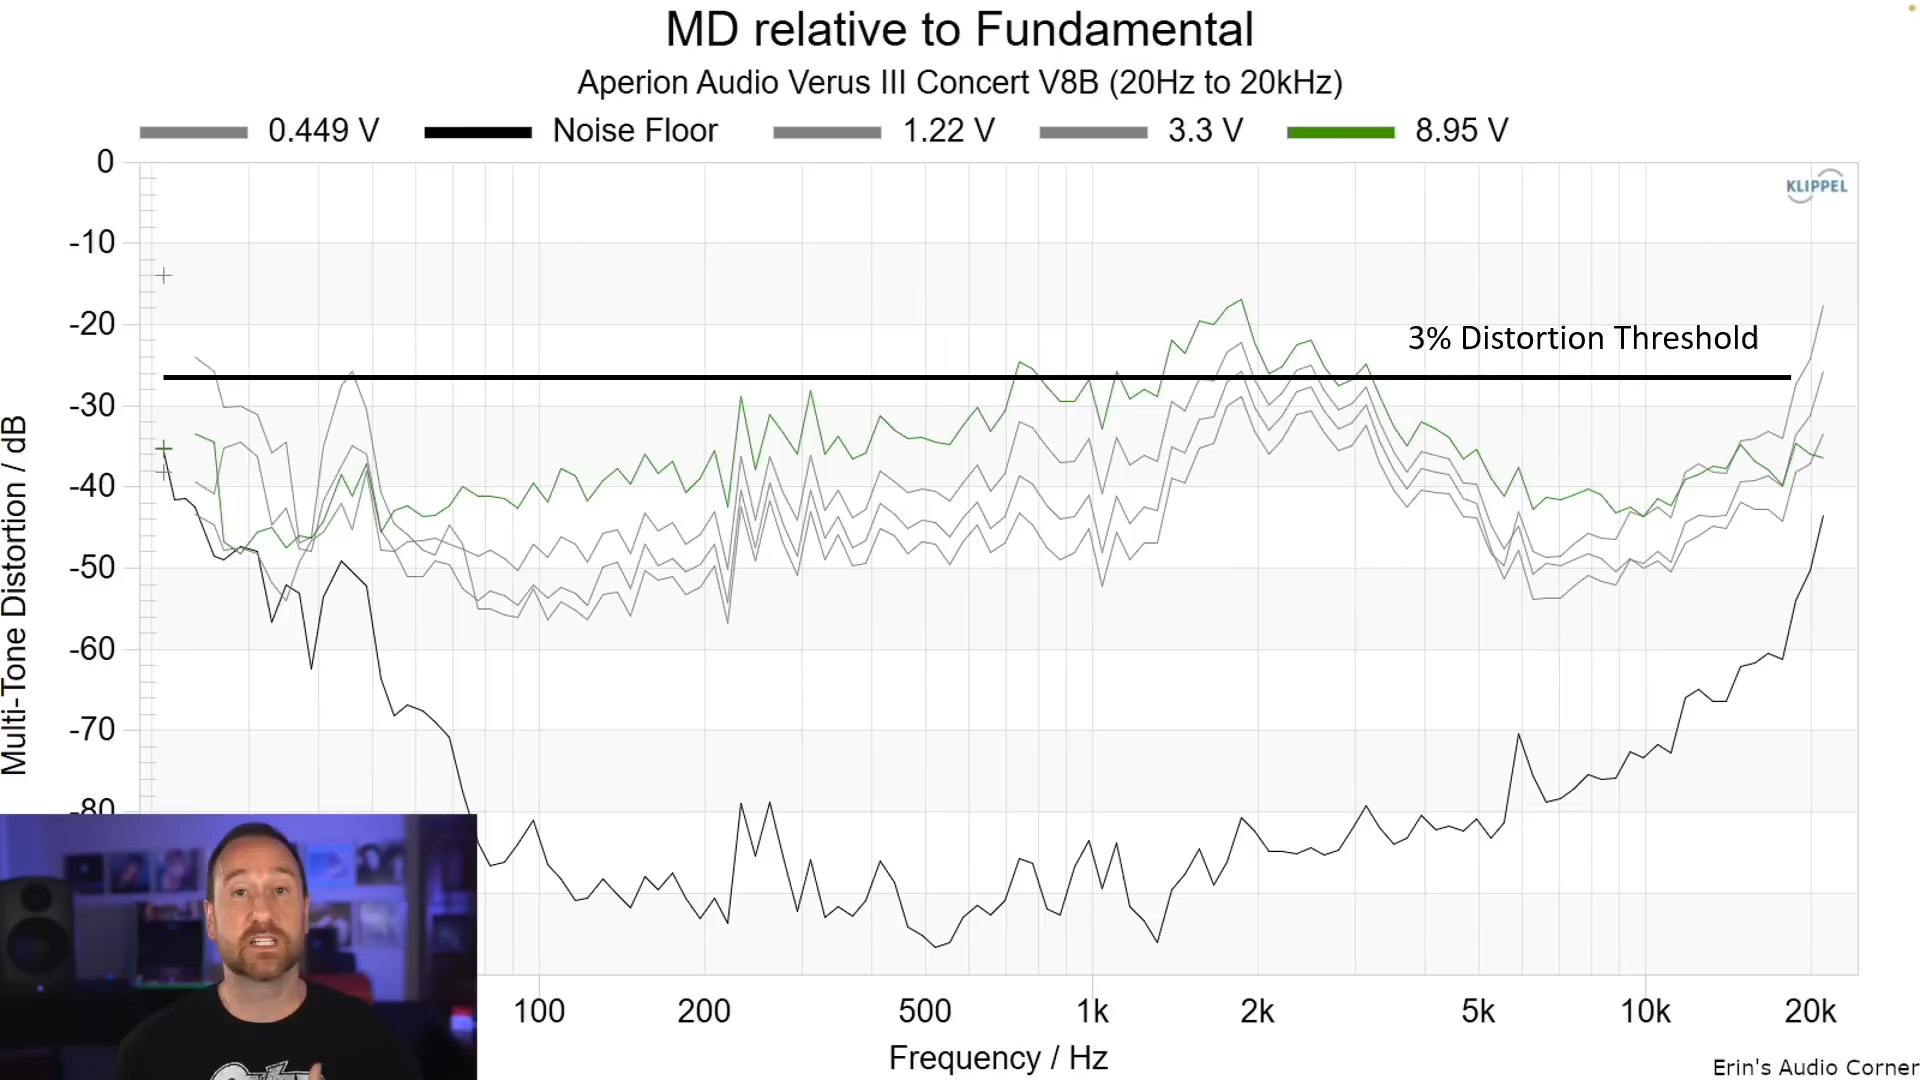 MD relative to Fundamental
Aperion Audio Verus III Concert V8B (20Hz to 20kHz)
0.449 V Noise Floor 1.22 V 3.3 V 8.95 V
0
KLIPPEL
-10
-20
3% Distortion Threshold
-30
-40
-50
-60
-70
-80
Multi-Tone Distortion / dB
100 200 500 1k 2k 5k 10k 20k
Frequency / Hz
Erin's Audio Corner